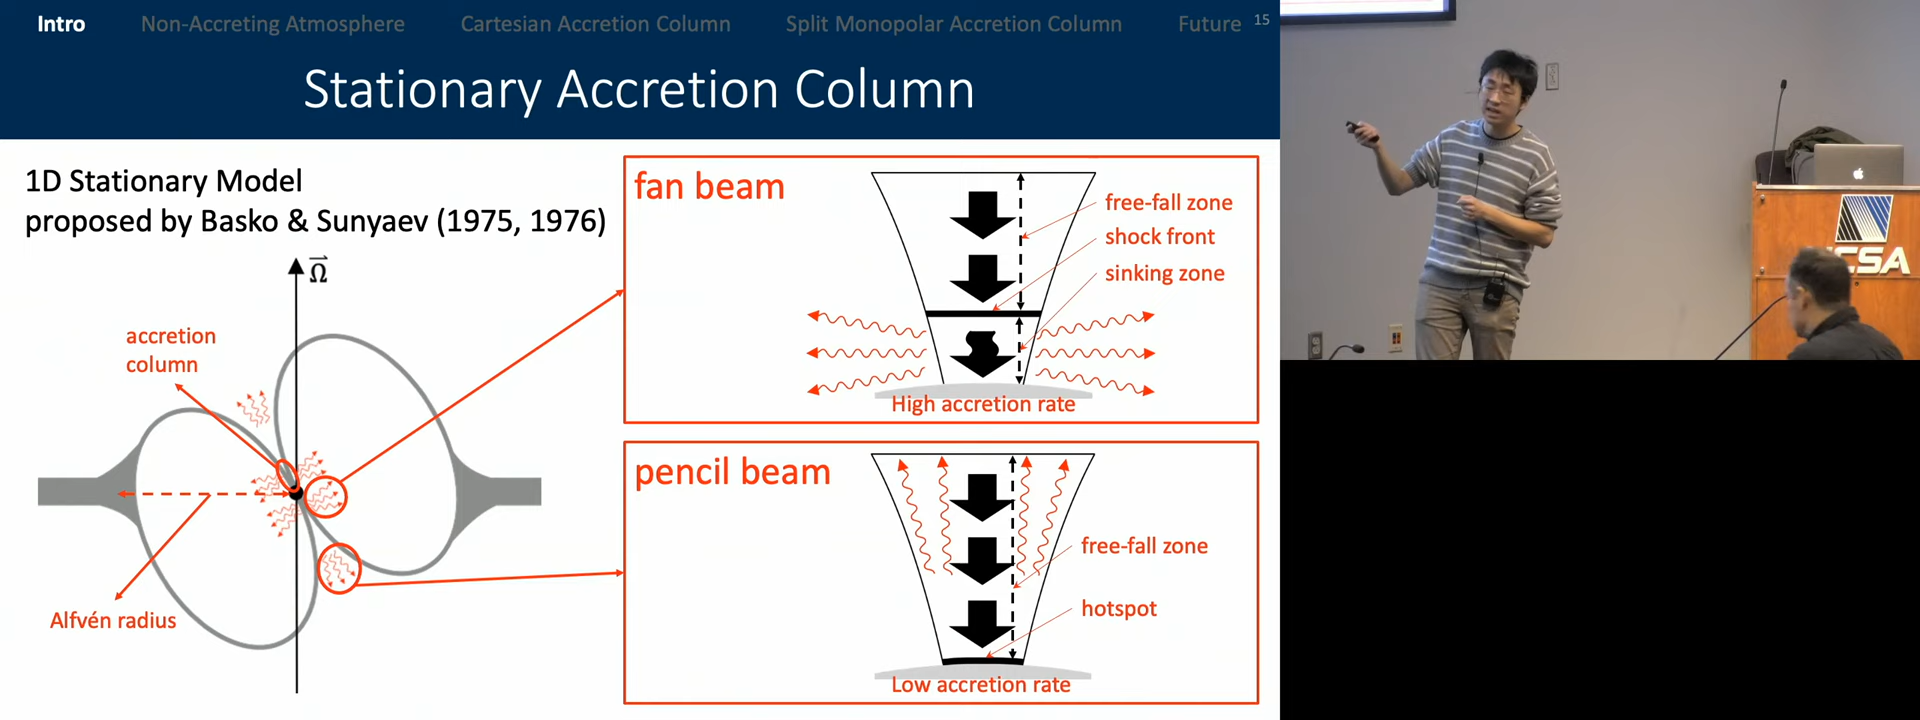 Intro Non-Accreting Atmosphere Cartesian Accretion Column Split Monopolar Accretion Column Future 15
Stationary Accretion Column
1D Stationary Model
proposed by Basko & Sunyaev (1975, 1976)
Ω
accretion
column
Alfvén radius
fan beam
free-fall zone
shock front
sinking zone
High accretion rate
pencil beam
free-fall zone
hotspot
Low accretion rate
CSA